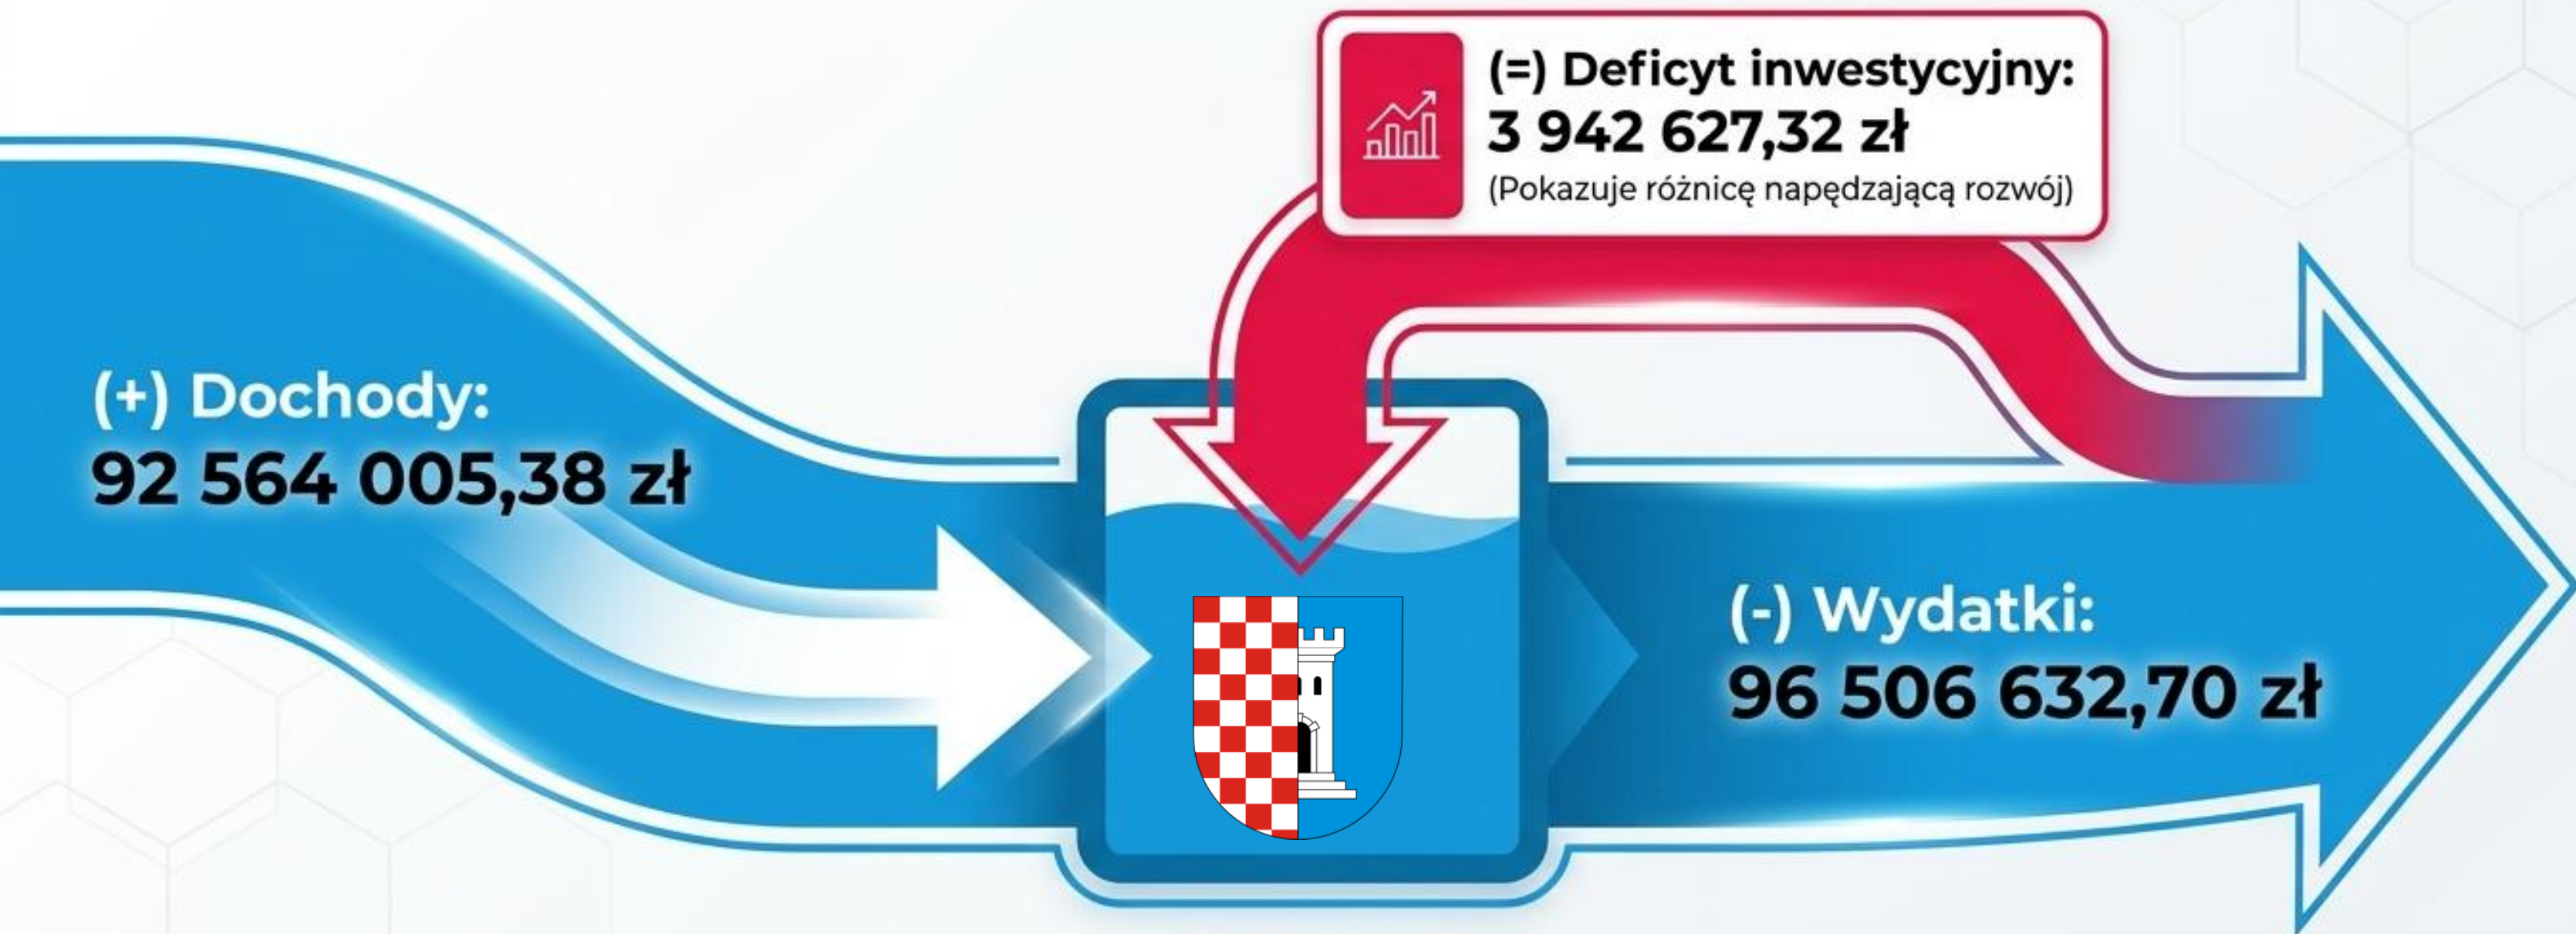 (=) Deficyt inwestycyjny:
3 942 627,32 zł
(Pokazuje różnicę napędzającą rozwój)
(+) Dochody:
92 564 005,38 zł
(-) Wydatki:
96 506 632,70 zł